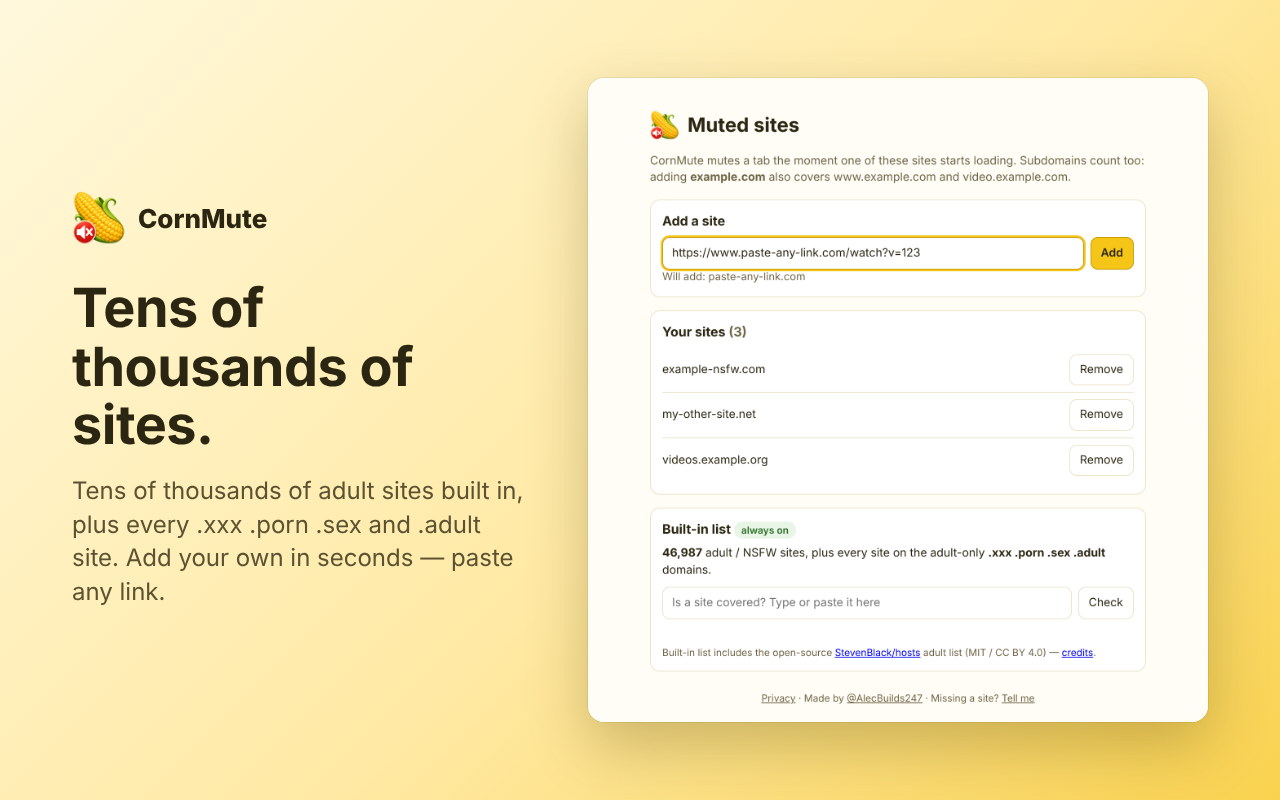 CornMute
Tens of
thousands of
sites.
Tens of thousands of adult sites built in,
plus every .xxx .porn .sex and .adult
site. Add your own in seconds — paste
any link.
Muted sites
CornMute mutes a tab the moment one of these sites starts loading. Subdomains count too:
adding example.com also covers www.example.com and video.example.com.
Add a site
https://www.paste-any-link.com/watch?v=123
Add
Will add: paste-any-link.com
Your sites (3)
example-nsfw.com
Remove
my-other-site.net
Remove
videos.example.org
Remove
Built-in list always on
46,987 adult / NSFW sites, plus every site on the adult-only .xxx .porn .sex .adult
domains.
Is a site covered? Type or paste it here
Check
Built-in list includes the open-source StevenBlack/hosts adult list (MIT / CC BY 4.0) — credits.
Privacy · Made by @AlecBuilds247 · Missing a site? Tell me